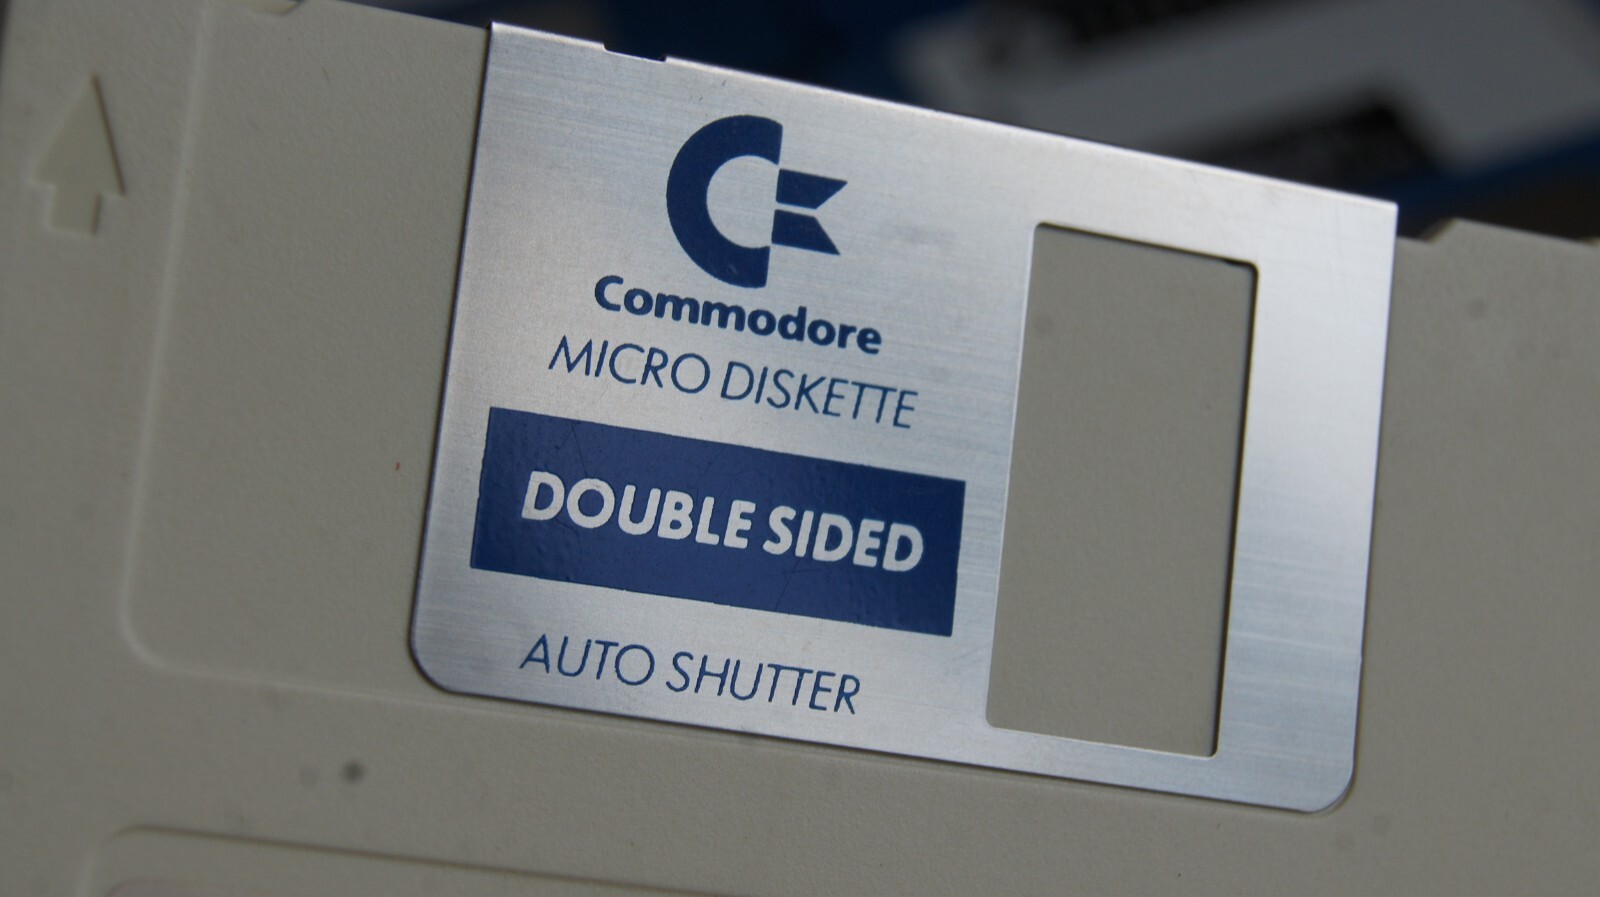 Commodore
MICRO DISKETTE
DOUBLE SIDED
AUTO SHUTTER